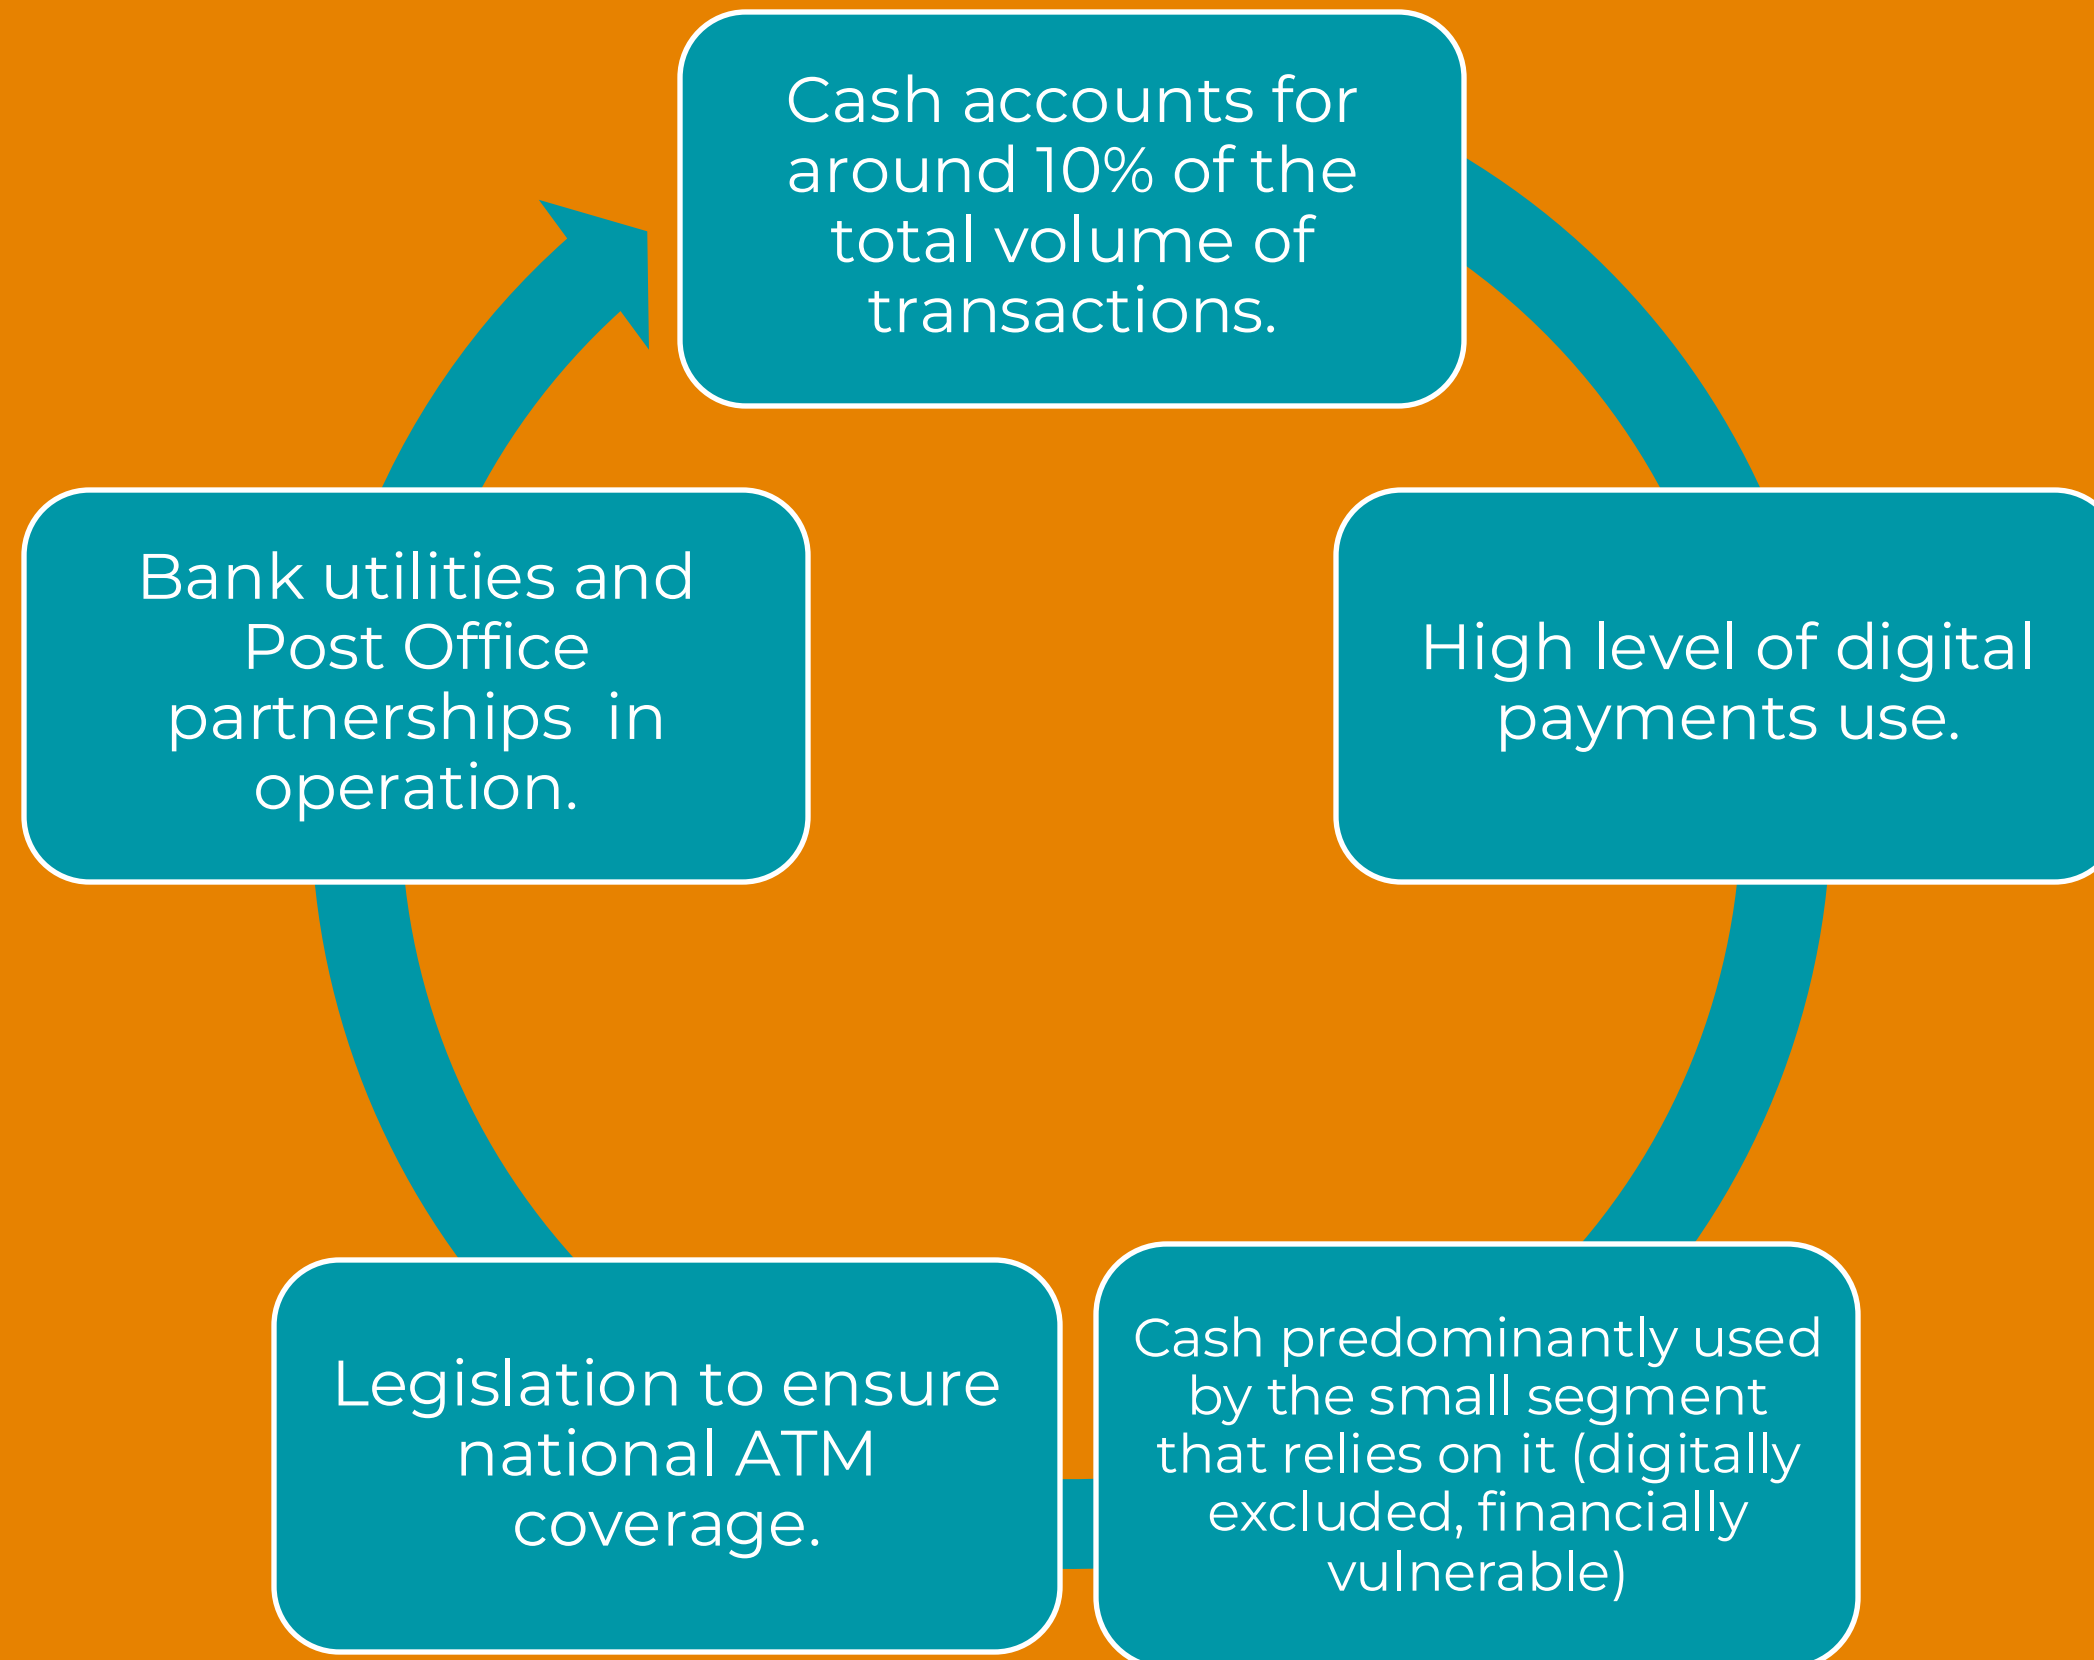 Cash accounts for
around 10% of the
total volume of
transactions.
High level of digital
payments use.
Cash predominantly used
by the small segment
that relies on it (digitally
excluded, financially
vulnerable)
Legislation to ensure
national ATM
coverage.
Bank utilities and
Post Office
partnerships  in
operation.